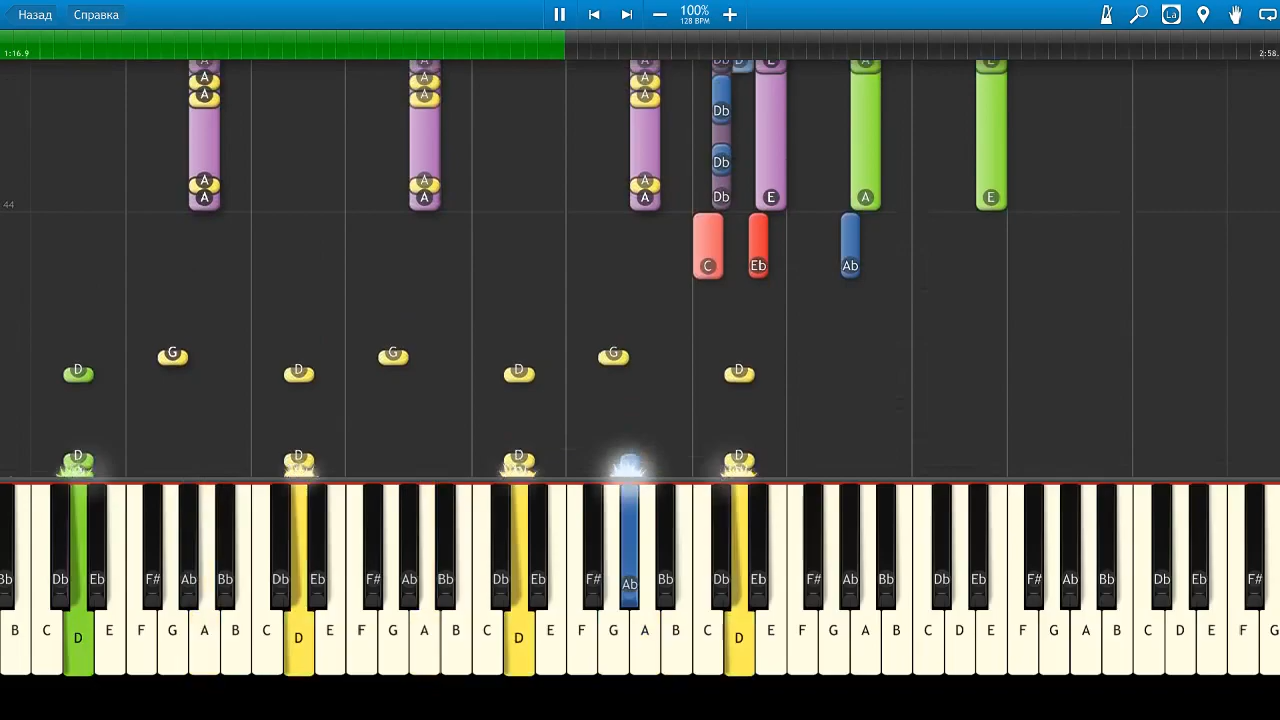 Назад Справка 100% La
128 BPM
1:16.9 2:58.
A A A Db D E A E
A A A
A A A Db
Db
A A A
44 A A A Db E A E
C Eb Ab
G G G
D D D D
D D D D
Bb Db Eb F# Ab Bb Db Eb F# Ab Bb Db Eb F# Ab Bb Db Eb F# Ab Bb Db Eb F# Ab Bb Db Eb F#
B C D E F G A B C D E F G A B C D E F G A B C D E F G A B C D E F G A B C D E F G